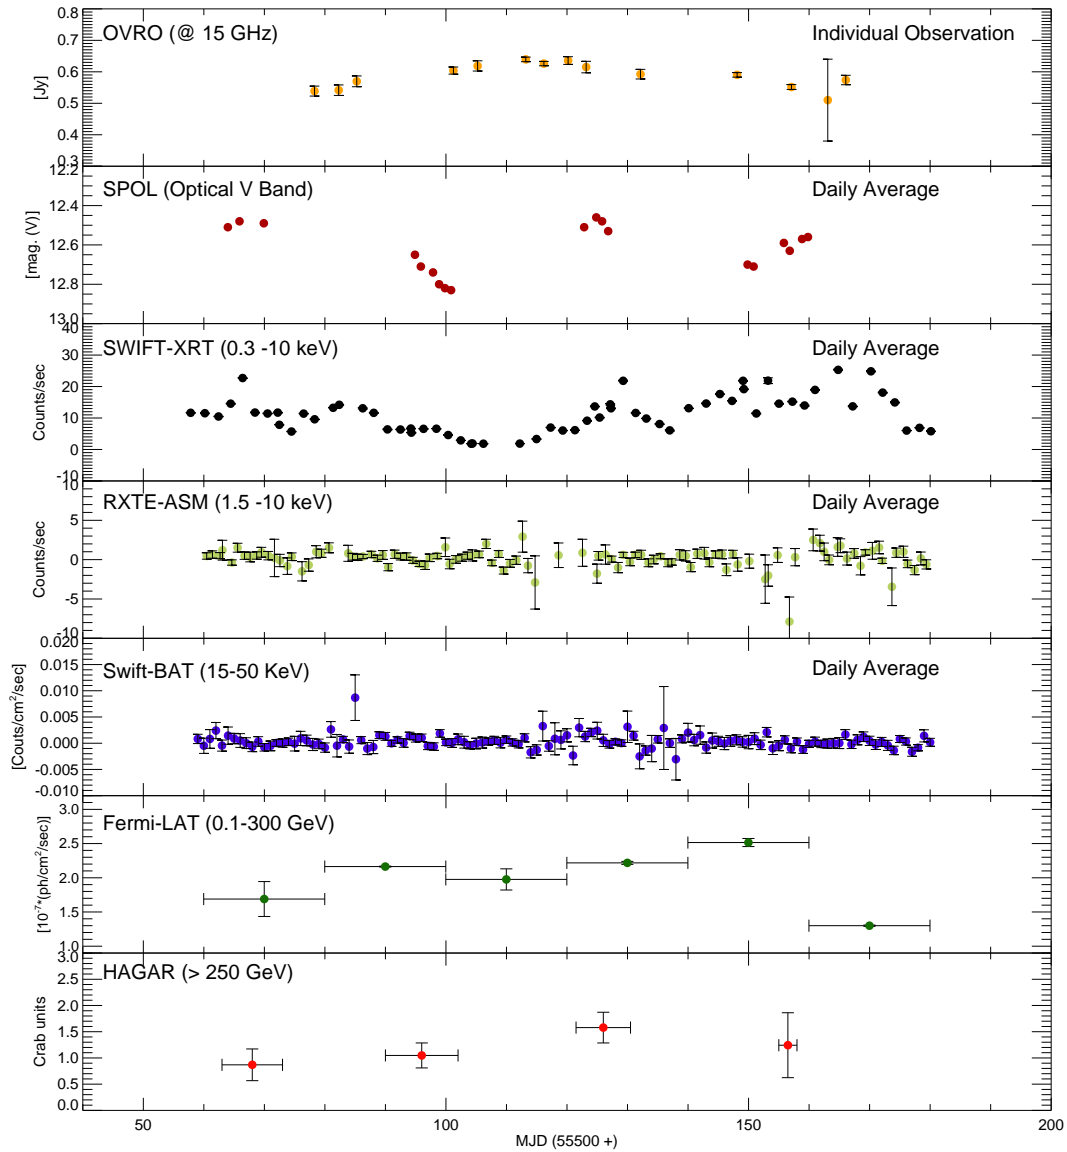 0.8
OVRO (@ 15 GHz)
Individual Observation
0.7
0.6
0.5
0.4
0.3
[Jy]
12.2
SPOL (Optical V Band)
Daily Average
12.4
12.6
12.8
13.0
[mag. (V)]
40
SWIFT-XRT (0.3 -10 keV)
Daily Average
30
20
10
0
-10
Counts/sec
10
RXTE-ASM (1.5 -10 keV)
Daily Average
5
0
-5
-10
Counts/sec
0.020
Swift-BAT (15-50 KeV)
Daily Average
0.015
0.010
0.005
0.000
-0.005
-0.010
[Couts/cm²/sec]
3.0
Fermi-LAT (0.1-300 GeV)
2.5
2.0
1.5
1.0
[10⁻⁷*(ph/cm²/sec)]
3.0
HAGAR (> 250 GeV)
2.5
2.0
1.5
1.0
0.5
0.0
Crab units
50 100 150 200
MJD (55500 +)